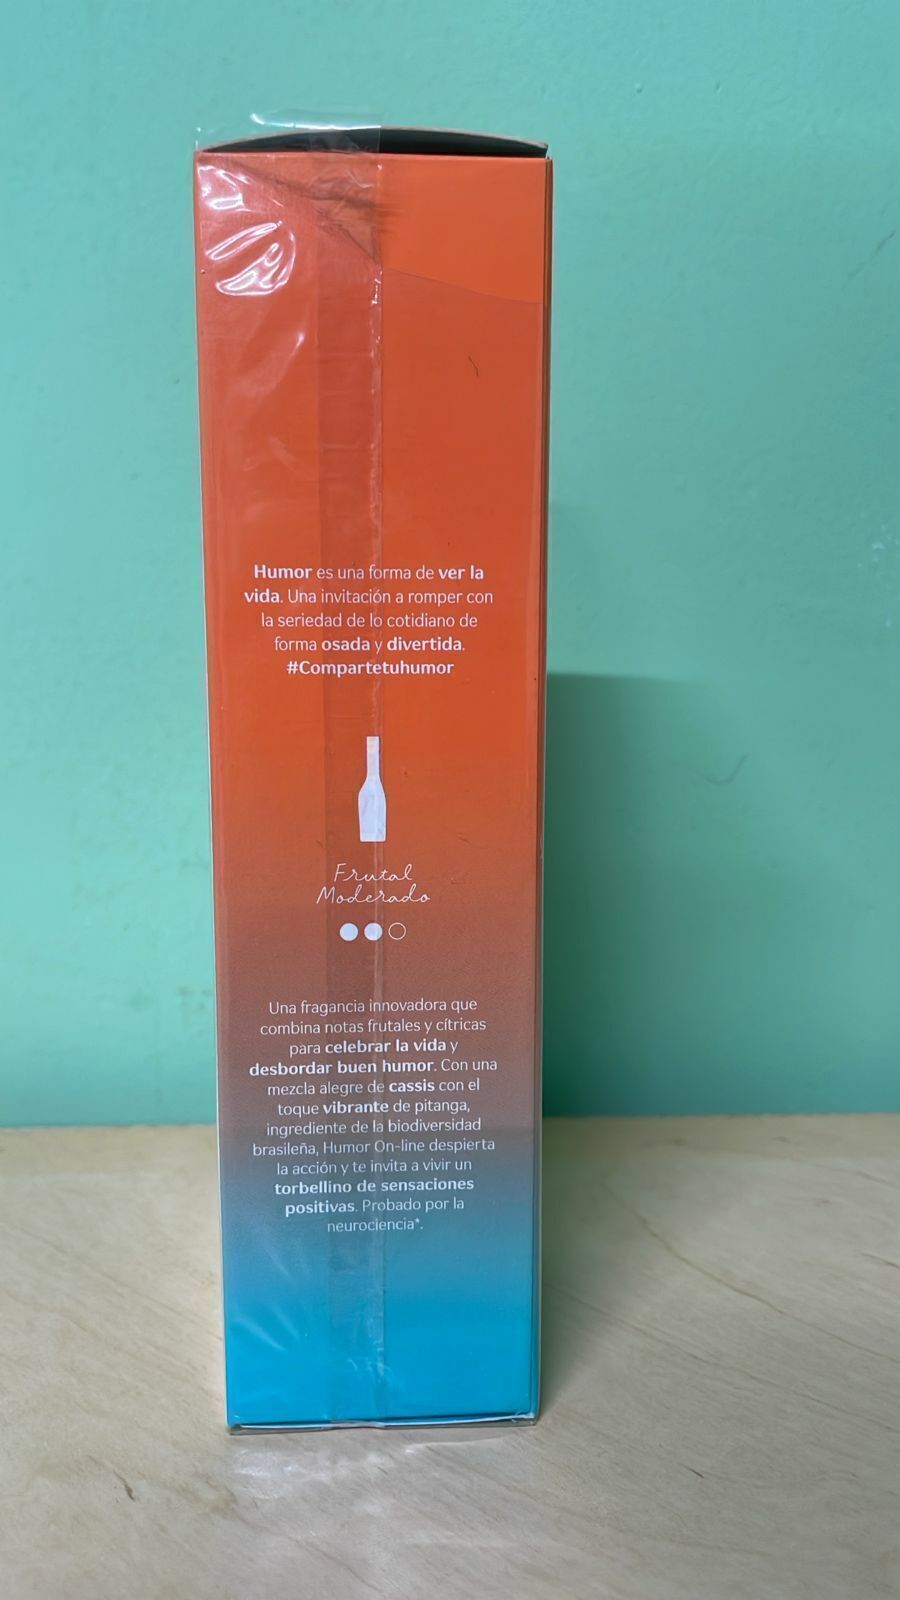 Humor es una forma de ver la
vida. Una invitación a romper con
la seriedad de lo cotidiano de
forma osada y divertida.
#Compartetuhumor
Frutal
Moderado
Una fragancia innovadora que
combina notas frutales y cítricas
para celebrar la vida y
desbordar buen humor. Con una
mezcla alegre de cassis con el
toque vibrante de pitanga,
ingrediente de la biodiversidad
brasileña, Humor On-line despierta
la acción y te invita a vivir un
torbellino de sensaciones
positivas. Probado por la
neurociencia*.